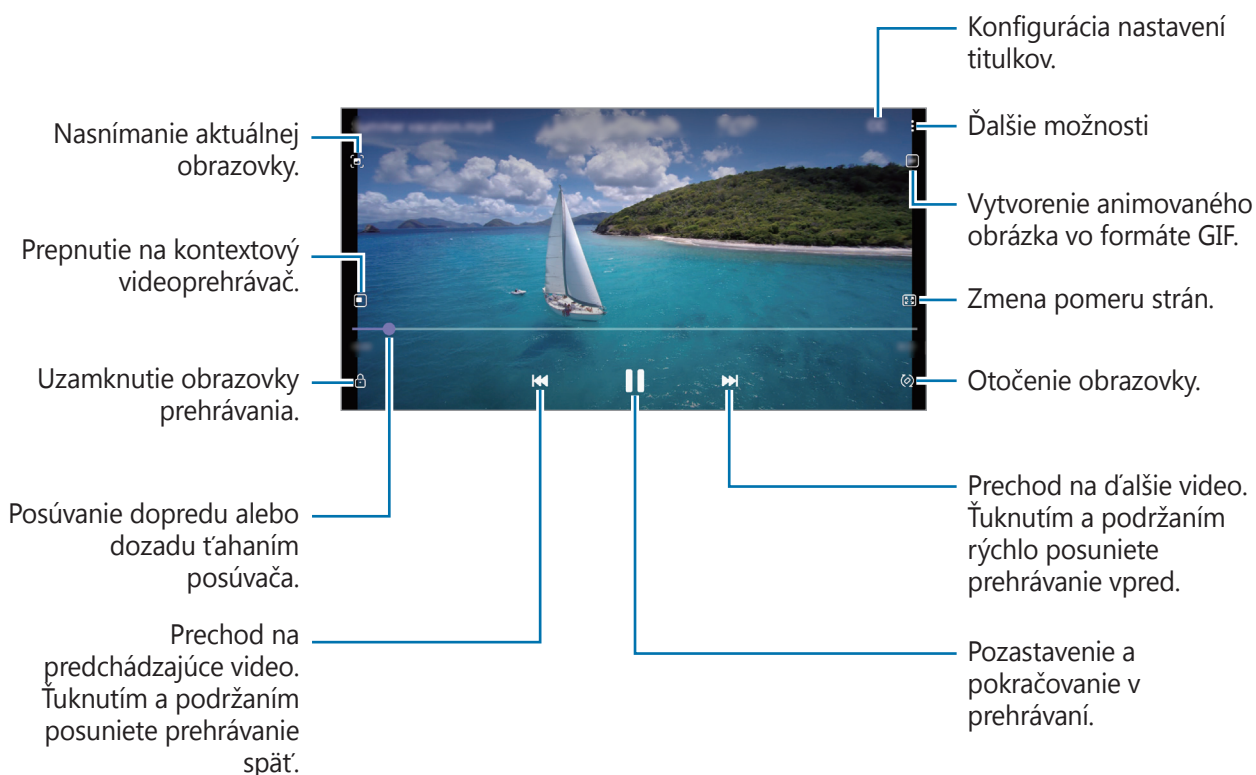 Konfigurácia nastavení
titulkov.
Nasnímanie aktuálnej
obrazovky.
Ďalšie možnosti
Vytvorenie animovaného
obrázka vo formáte GIF.
Prepnutie na kontextový
videoprehrávač.
Zmena pomeru strán.
Uzamknutie obrazovky
prehrávania.
Otočenie obrazovky.
Posúvanie dopredu alebo
dozadu ťahaním
posúvača.
Prechod na ďalšie video.
Ťuknutím a podržaním
rýchlo posuniete
prehrávanie vpred.
Prechod na
predchádzajúce video.
Ťuknutím a podržaním
posuniete prehrávanie
späť.
Pozastavenie a
pokračovanie v
prehrávaní.